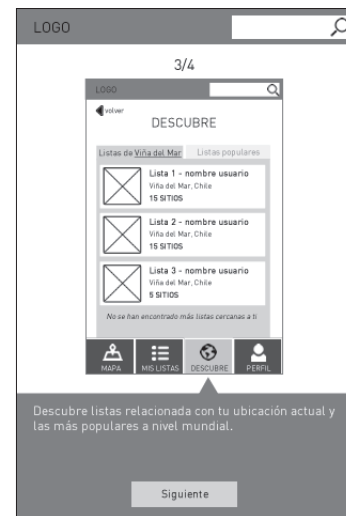 LOGO
3/4
LOGO
volver
DESCUBRE
Listas de Viña del Mar Listas populares
Lista 1 - nombre usuario
Viña del Mar, Chile
15 SITIOS
Lista 2 - nombre usuario
Viña del Mar, Chile
15 SITIOS
Lista 3 - nombre usuario
Viña del Mar, Chile
5 SITIOS
No se han encontrado más listas cercanas a ti
MAPA MIS LISTAS DESCUBRE PERFIL
Descubre listas relacionada con tu ubicación actual y
las más populares a nivel mundial.
Siguiente